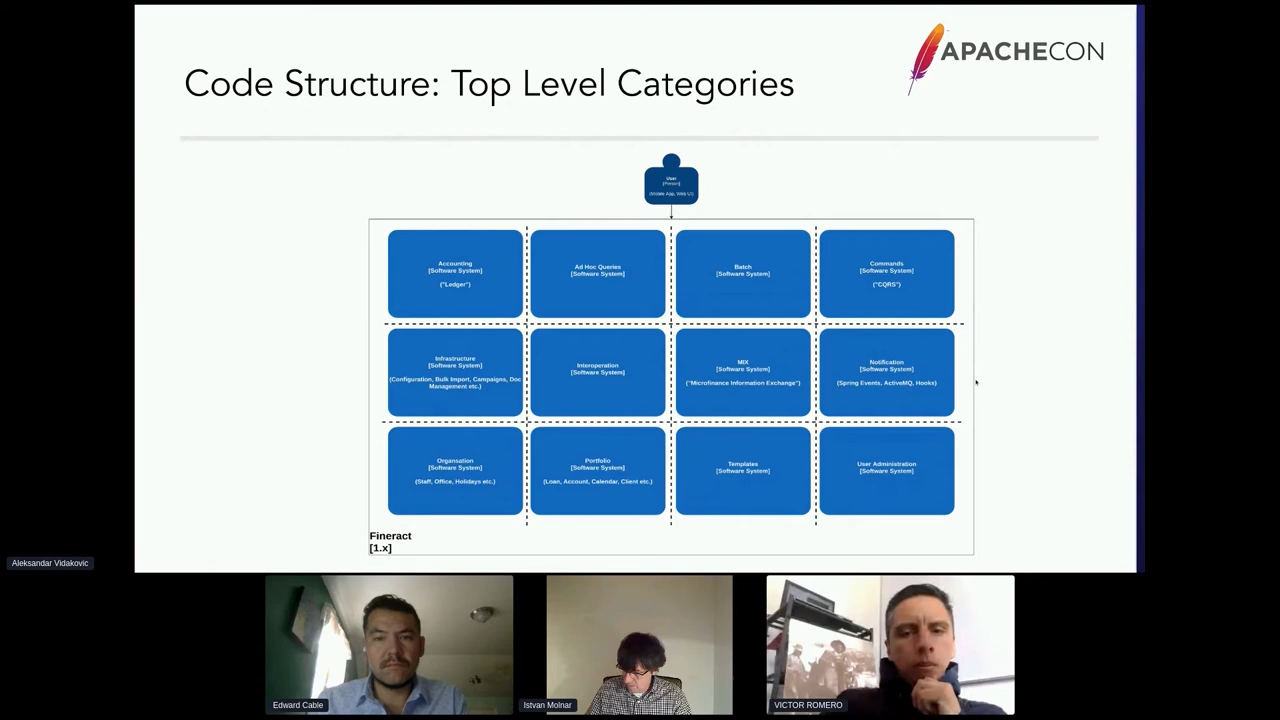 APACHECON
Code Structure: Top Level Categories
User
[Person]
(Mobile App, Web UI)
Accounting
[Software System]
("Ledger")
Ad Hoc Queries
[Software System]
Batch
[Software System]
Commands
[Software System]
("CQRS")
Infrastructure
[Software System]
(Configuration, Bulk Import, Campaigns, Doc
Management etc.)
Interoperation
[Software System]
MIX
[Software System]
("Microfinance Information Exchange")
Notification
[Software System]
(Spring Events, ActiveMQ, Hooks)
Organsation
[Software System]
(Staff, Office, Holidays etc.)
Portfolio
[Software System]
(Loan, Account, Calendar, Client etc.)
Templates
[Software System]
User Administration
[Software System]
Fineract
[1.x]
Aleksandar Vidakovic
Edward Cable
Istvan Molnar
VICTOR ROMERO